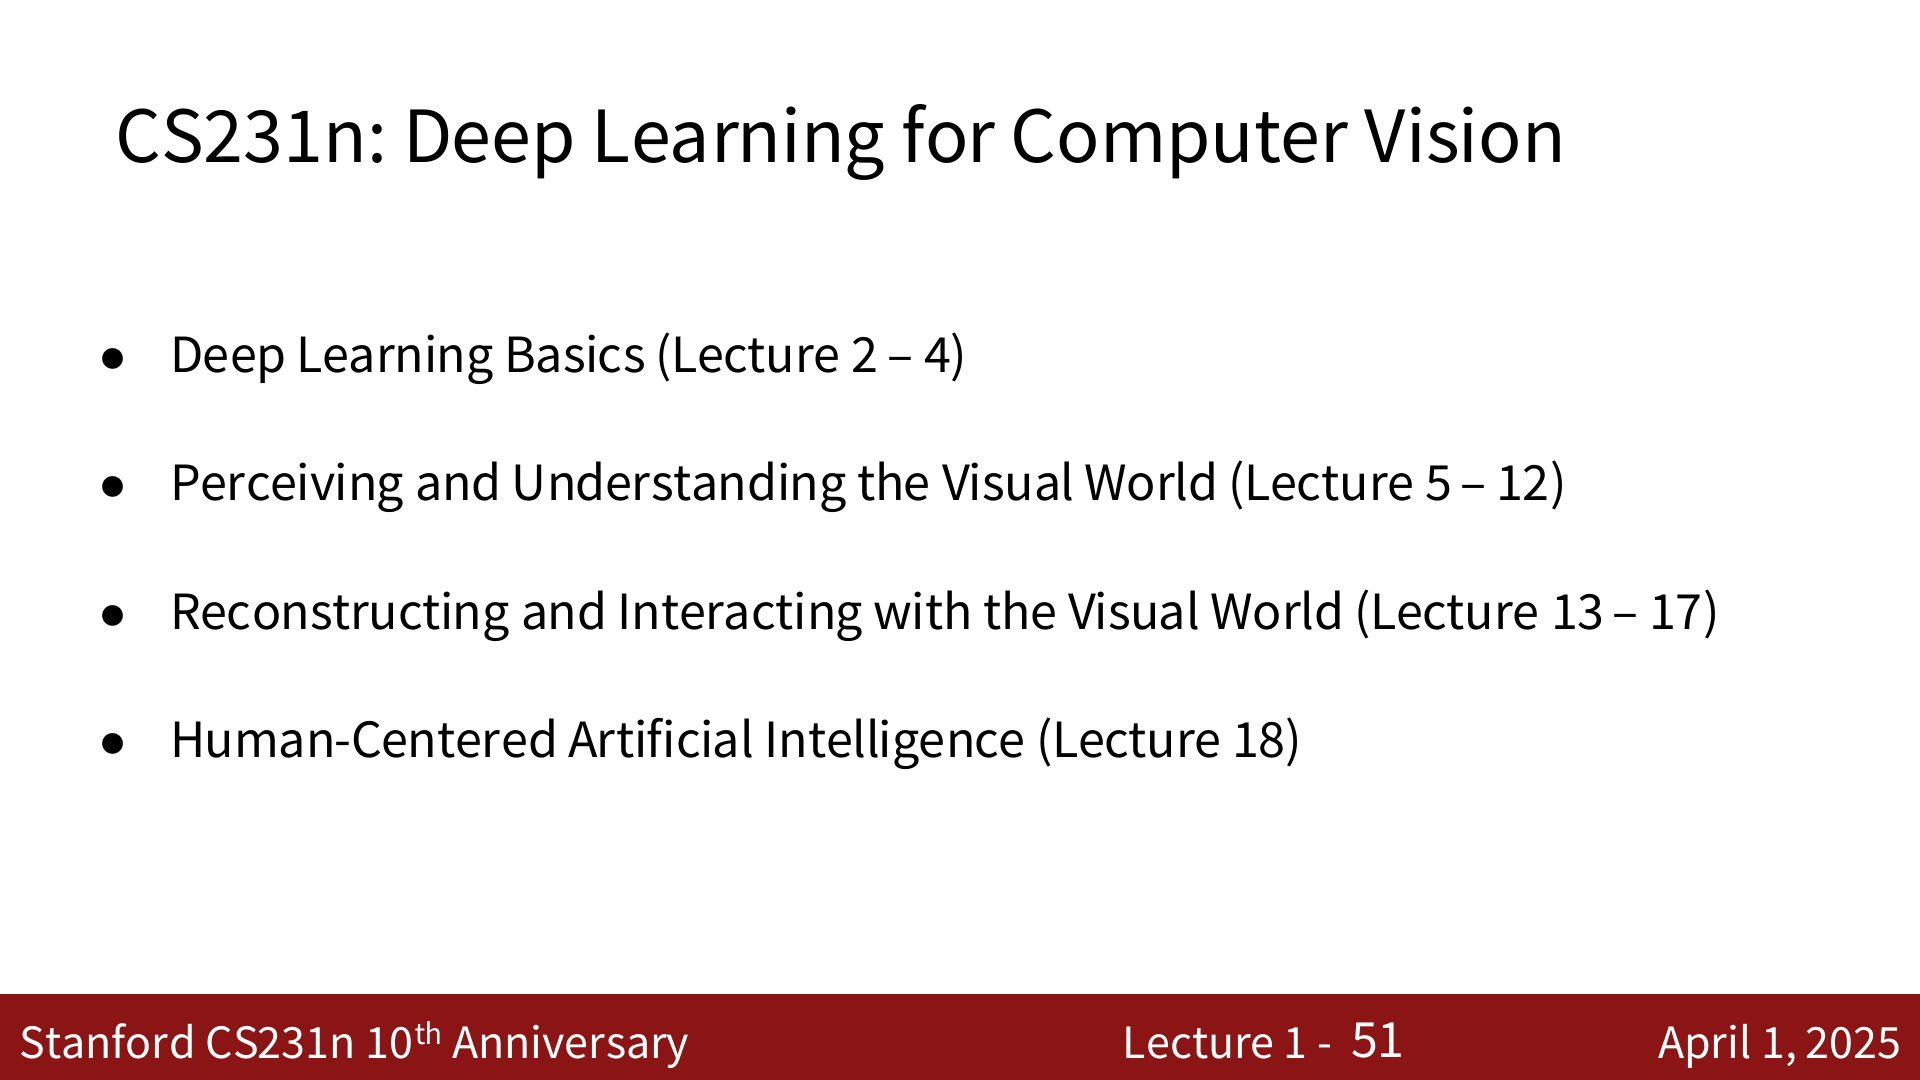 CS231n: Deep Learning for Computer Vision
● Deep Learning Basics (Lecture 2 – 4)
● Perceiving and Understanding the Visual World (Lecture 5 – 12)
● Reconstructing and Interacting with the Visual World (Lecture 13 – 17)
● Human-Centered Artificial Intelligence (Lecture 18)
Stanford CS231n 10th Anniversary Lecture 1 - 51 April 1, 2025